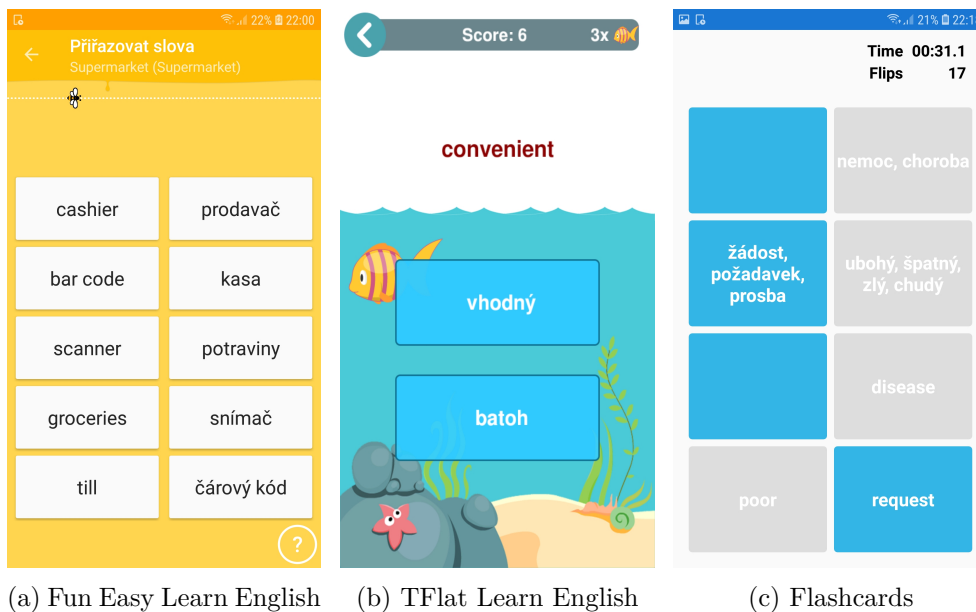 22% 22:00
Přiřazovat slova
Supermarket (Supermarket)
cashier
prodavač
bar code
kasa
scanner
potraviny
groceries
snímač
till
čárový kód
?
(a) Fun Easy Learn English
Score: 6
3x
convenient
vhodný
batoh
(b) TFlat Learn English
21%
Time 00:31.1
Flips 17
nemoc, choroba
žádost,
požadavek,
prosba
ubohý, špatný,
zlý, chudý
disease
poor
request
(c) Flashcards